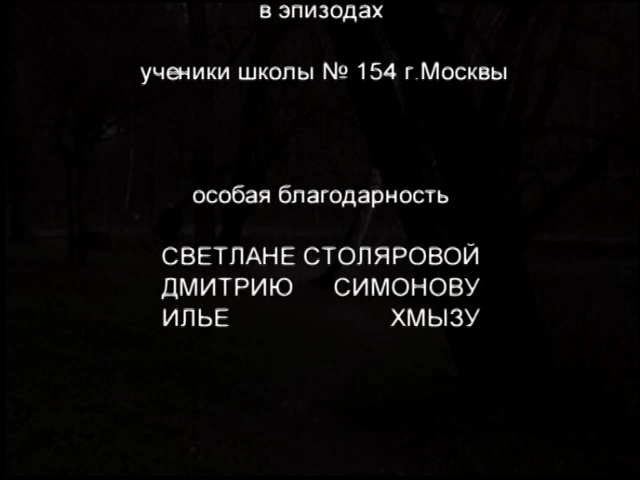 в эпизодах
ученики школы № 154 г.Москвы
особая благодарность
СВЕТЛАНЕ СТОЛЯРОВОЙ
ДМИТРИЮ СИМОНОВУ
ИЛЬЕ ХМЫЗУ